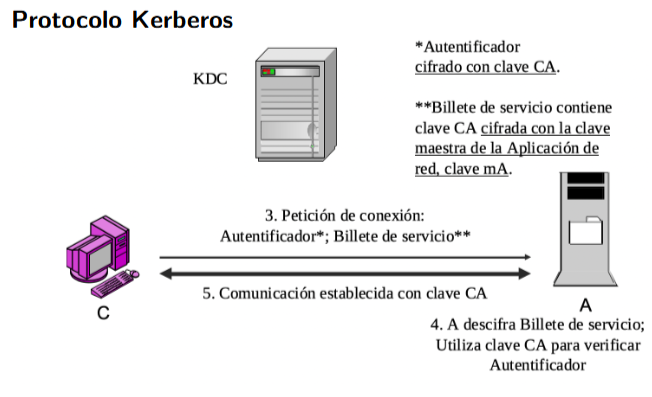 Protocolo Kerberos
*Autentificador
cifrado con clave CA.
KDC
**Billete de servicio contiene
clave CA cifrada con la clave
maestra de la Aplicación de
red, clave mA.
3. Petición de conexión:
Autentificador*; Billete de servicio**
5. Comunicación establecida con clave CA
C
A
4. A descifra Billete de servicio;
Utiliza clave CA para verificar
Autentificador